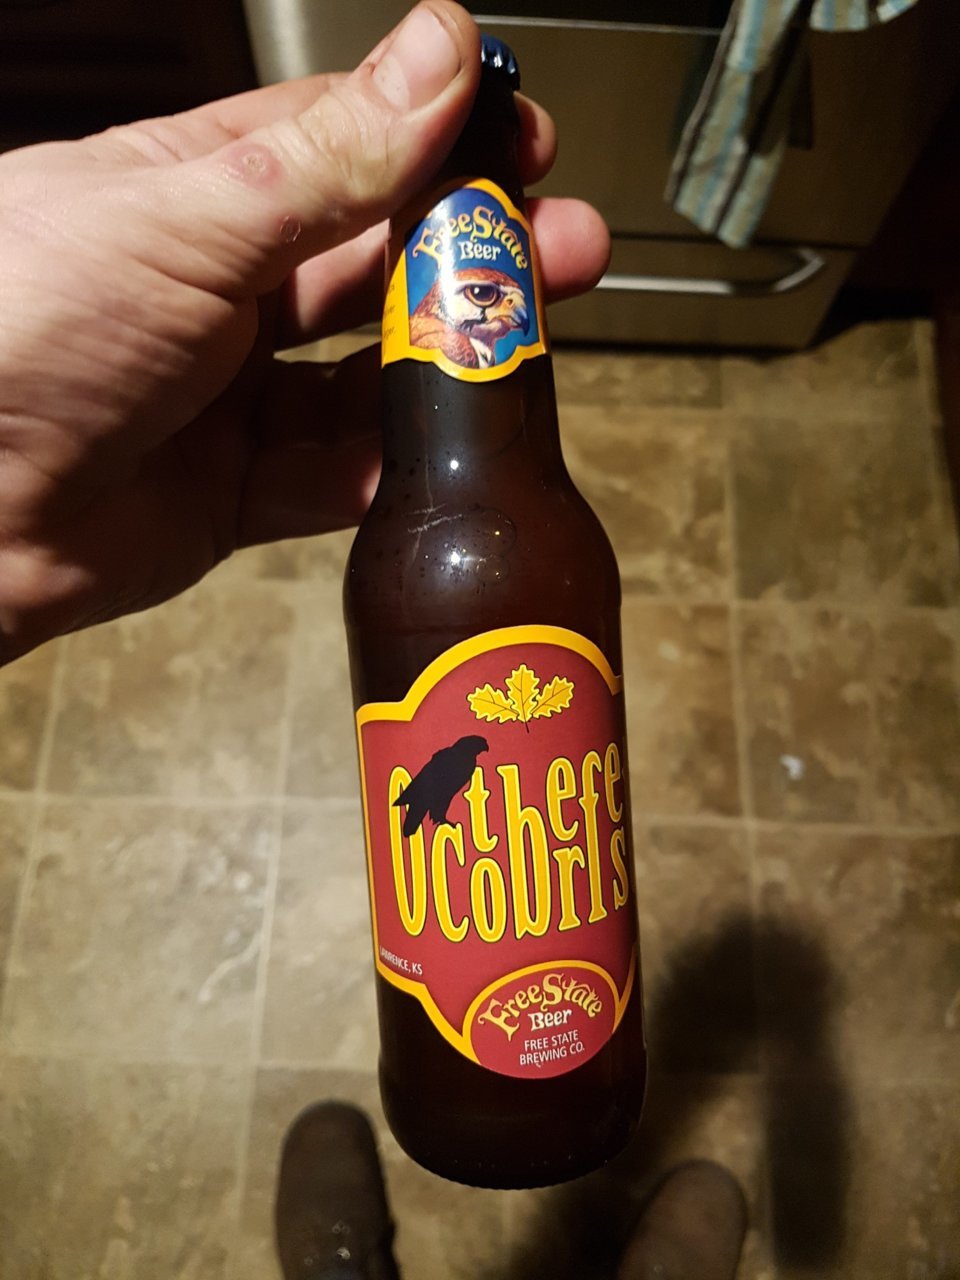 Free State
Beer
Octoberfest
LAWRENCE, KS
Free State
Beer
FREE STATE
BREWING CO.